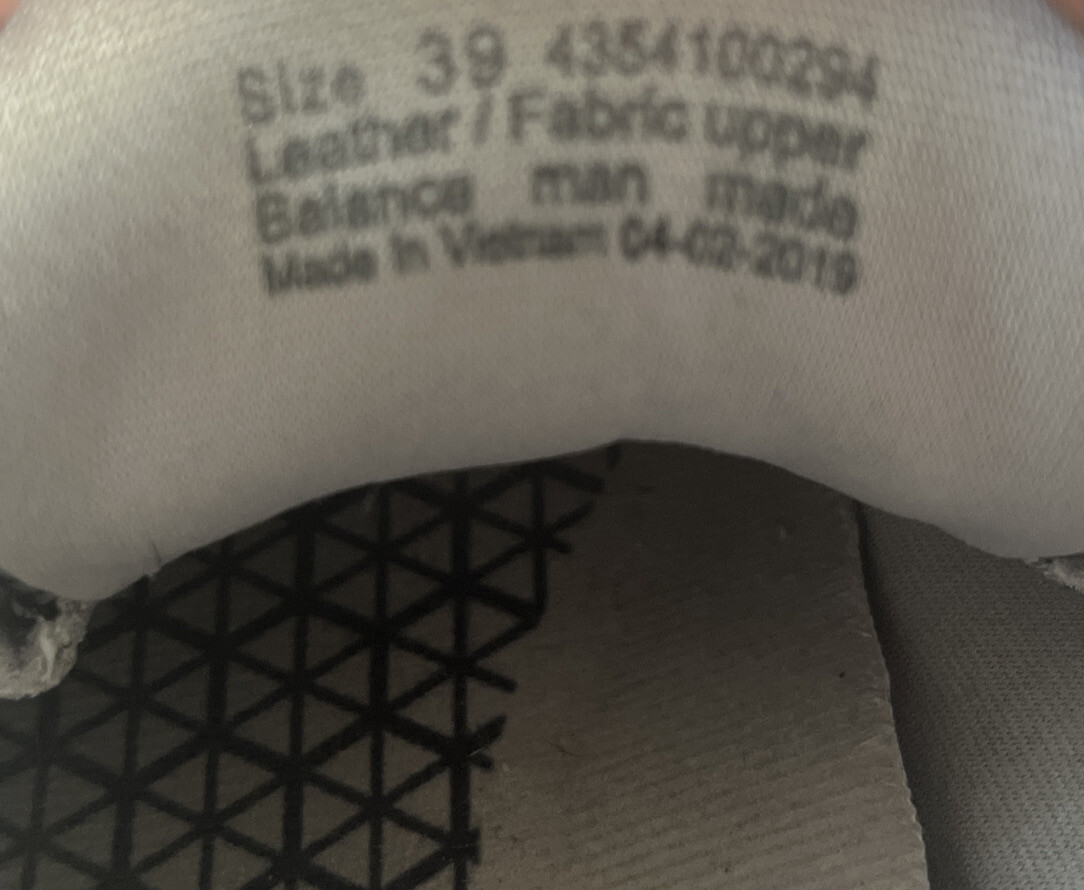 Size 39 4354100294
Leather / Fabric upper
Balance man made
Made in Vietnam 04-02-2019